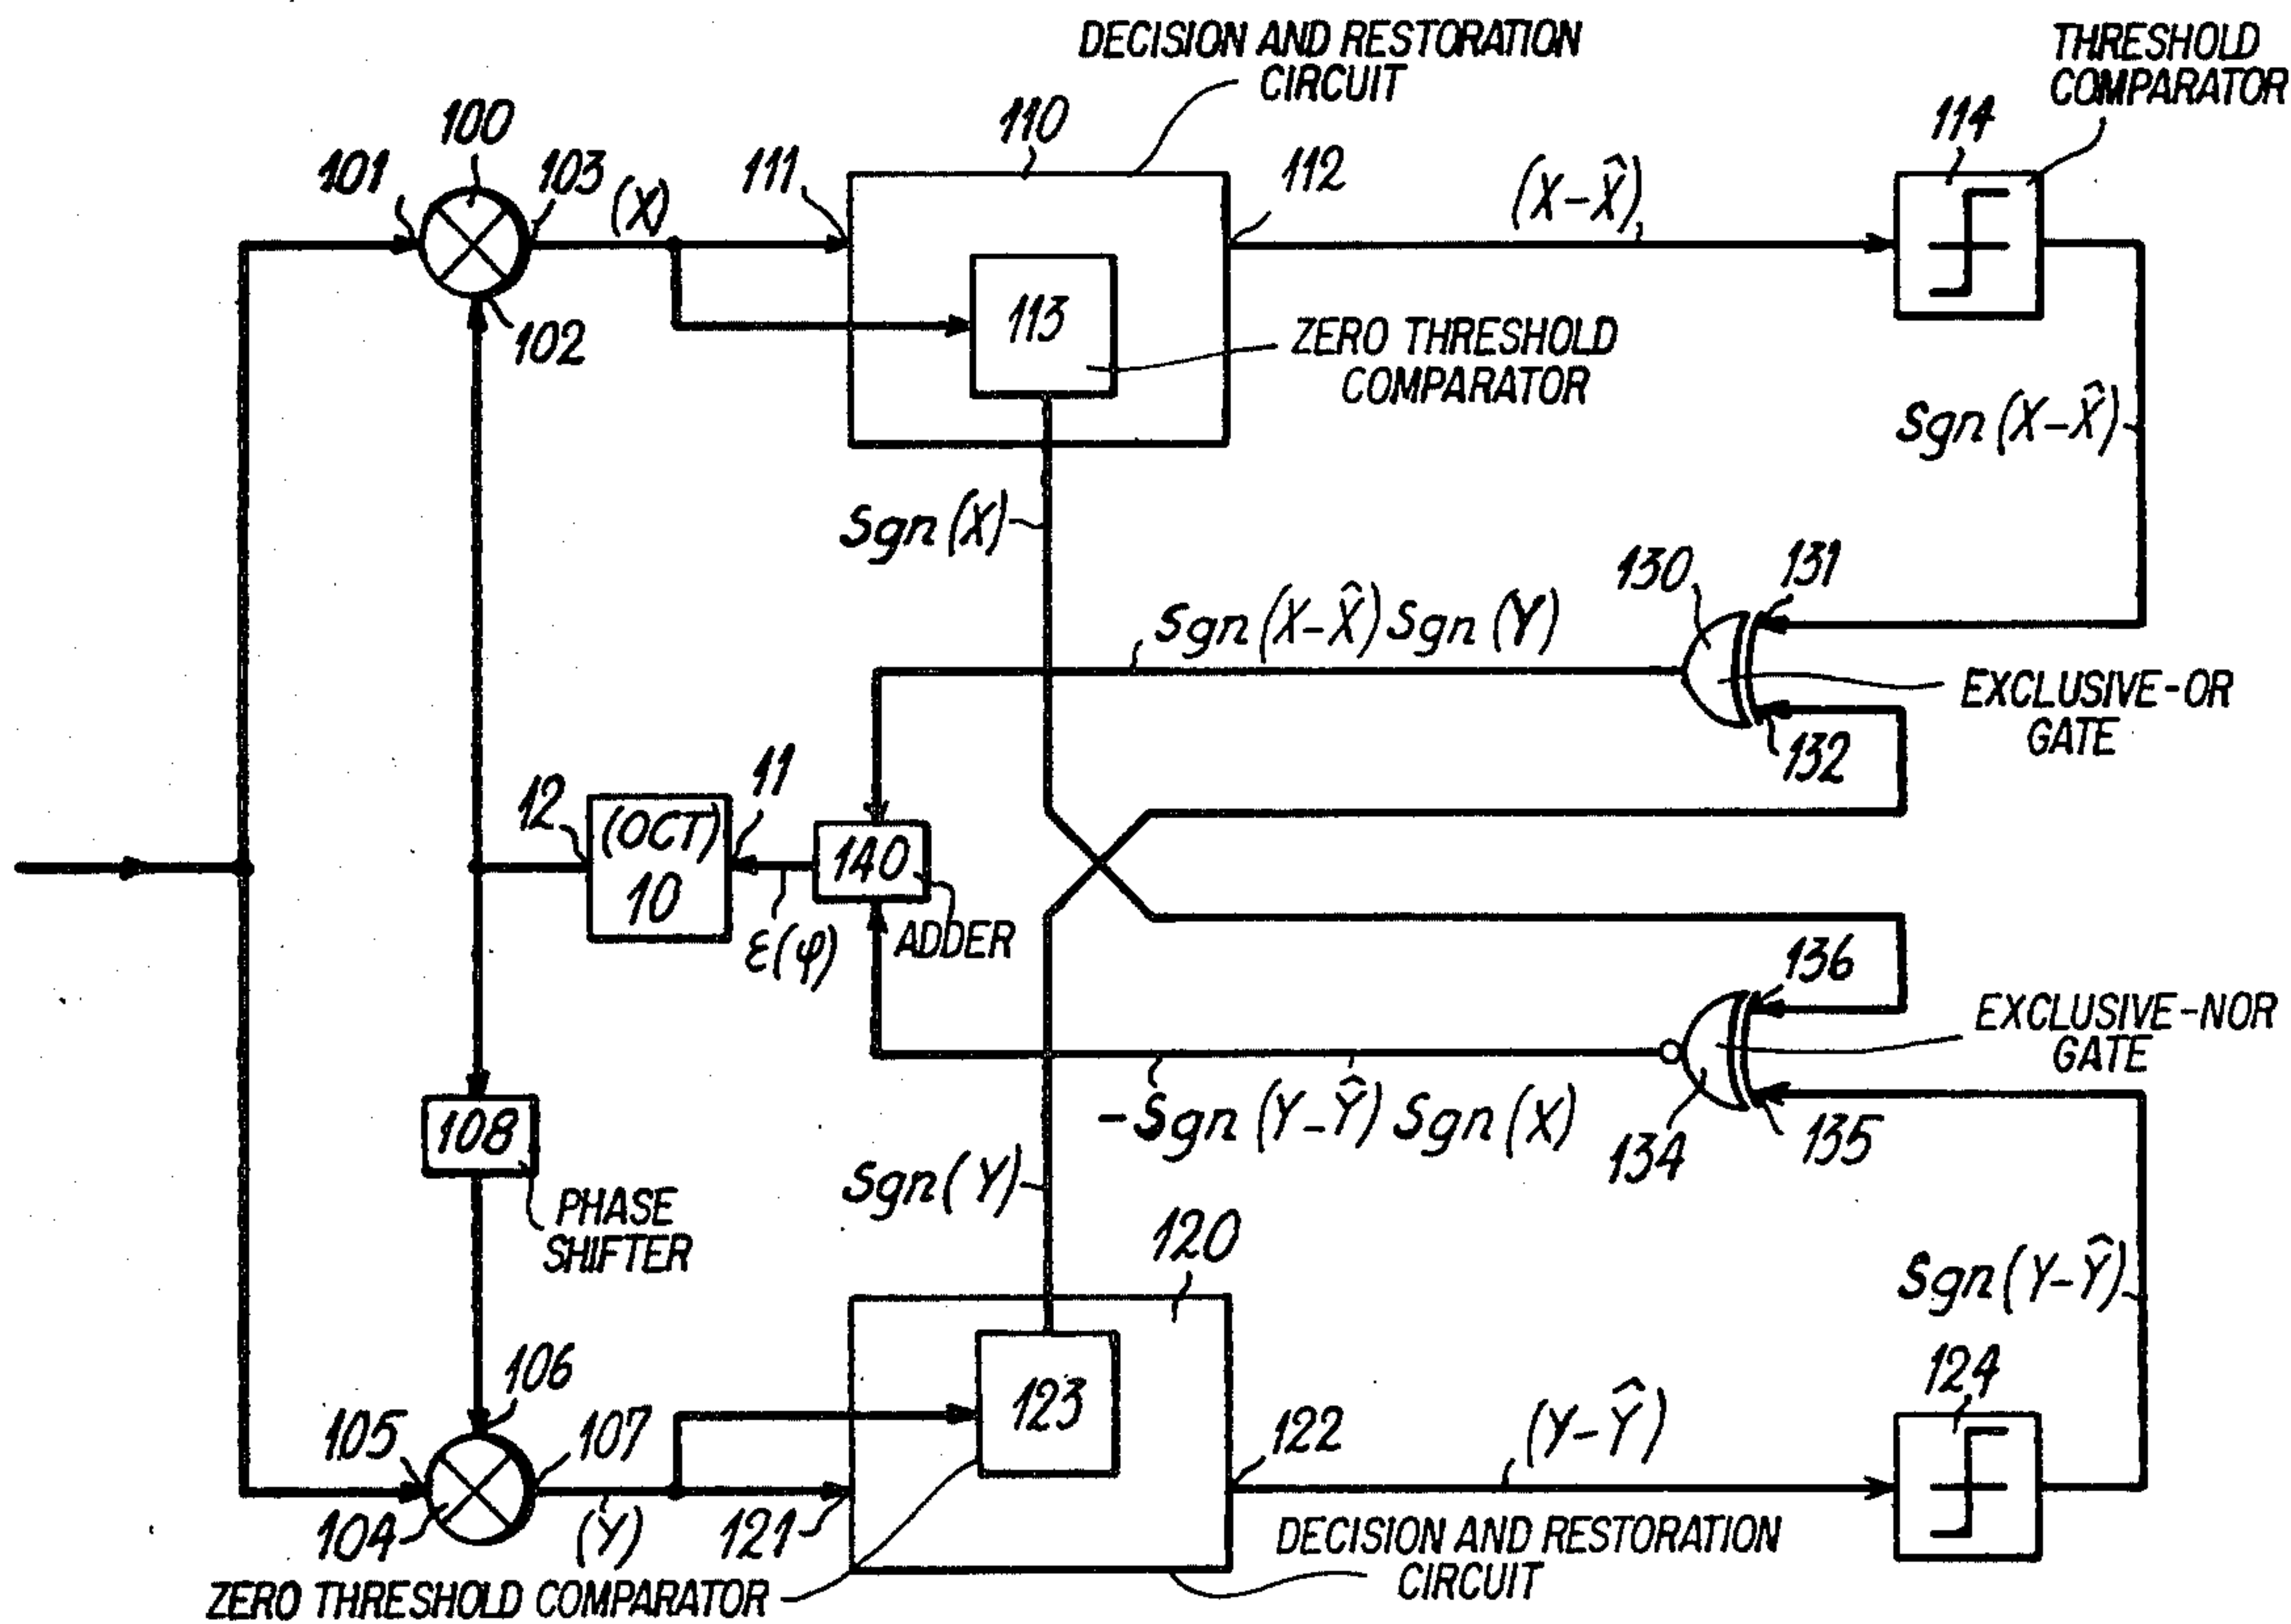 DECISION AND RESTORATION
CIRCUIT
THRESHOLD
COMPARATOR
100
110
114
101
103
(X)
111
112
(X-X̂)
102
113
ZERO THRESHOLD
COMPARATOR
Sgn (X-X̂)
Sgn (X)
130
131
Sgn (X-X̂) Sgn (Y)
EXCLUSIVE-OR
GATE
132
12
(OCT)
10
11
140
ADDER
ε(φ)
136
EXCLUSIVE-NOR
GATE
108
-Sgn (Y-Ŷ) Sgn (X)
134
135
PHASE
SHIFTER
Sgn (Y)
120
Sgn (Y-Ŷ)
106
124
105
107
123
122
(Y-Ŷ)
104
(Y)
121
DECISION AND RESTORATION
CIRCUIT
ZERO THRESHOLD COMPARATOR